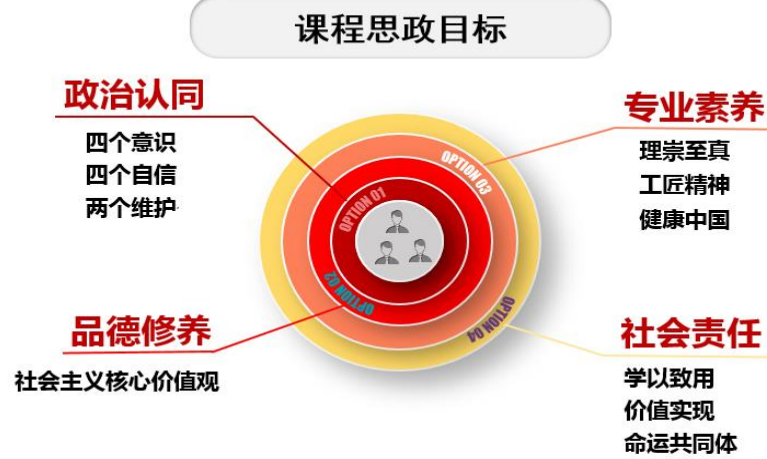 课程思政目标
政治认同
四个意识
四个自信
两个维护
专业素养
理崇至真
工匠精神
健康中国
OPTION 01
OPTION 03
OPTION 02
OPTION 04
品德修养
社会主义核心价值观
社会责任
学以致用
价值实现
命运共同体